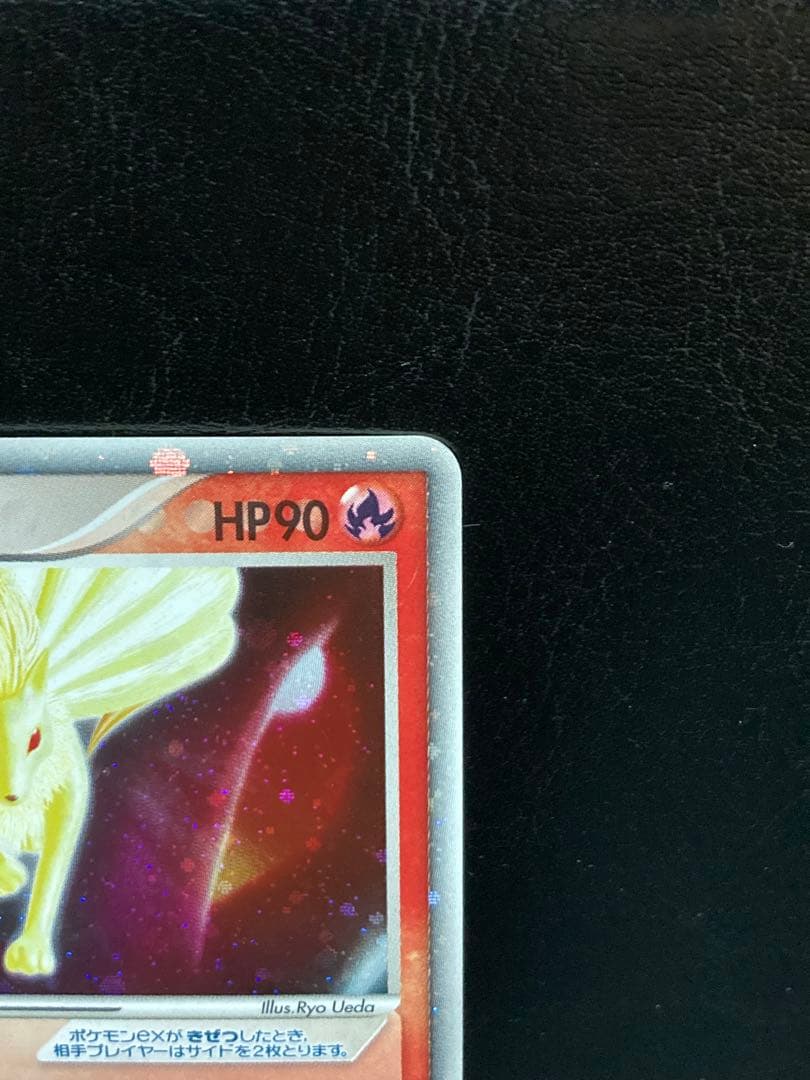 HP90
Illus.Ryo Ueda
ポケモンexが きぜつしたとき、
相手プレイヤーはサイドを2枚とります。